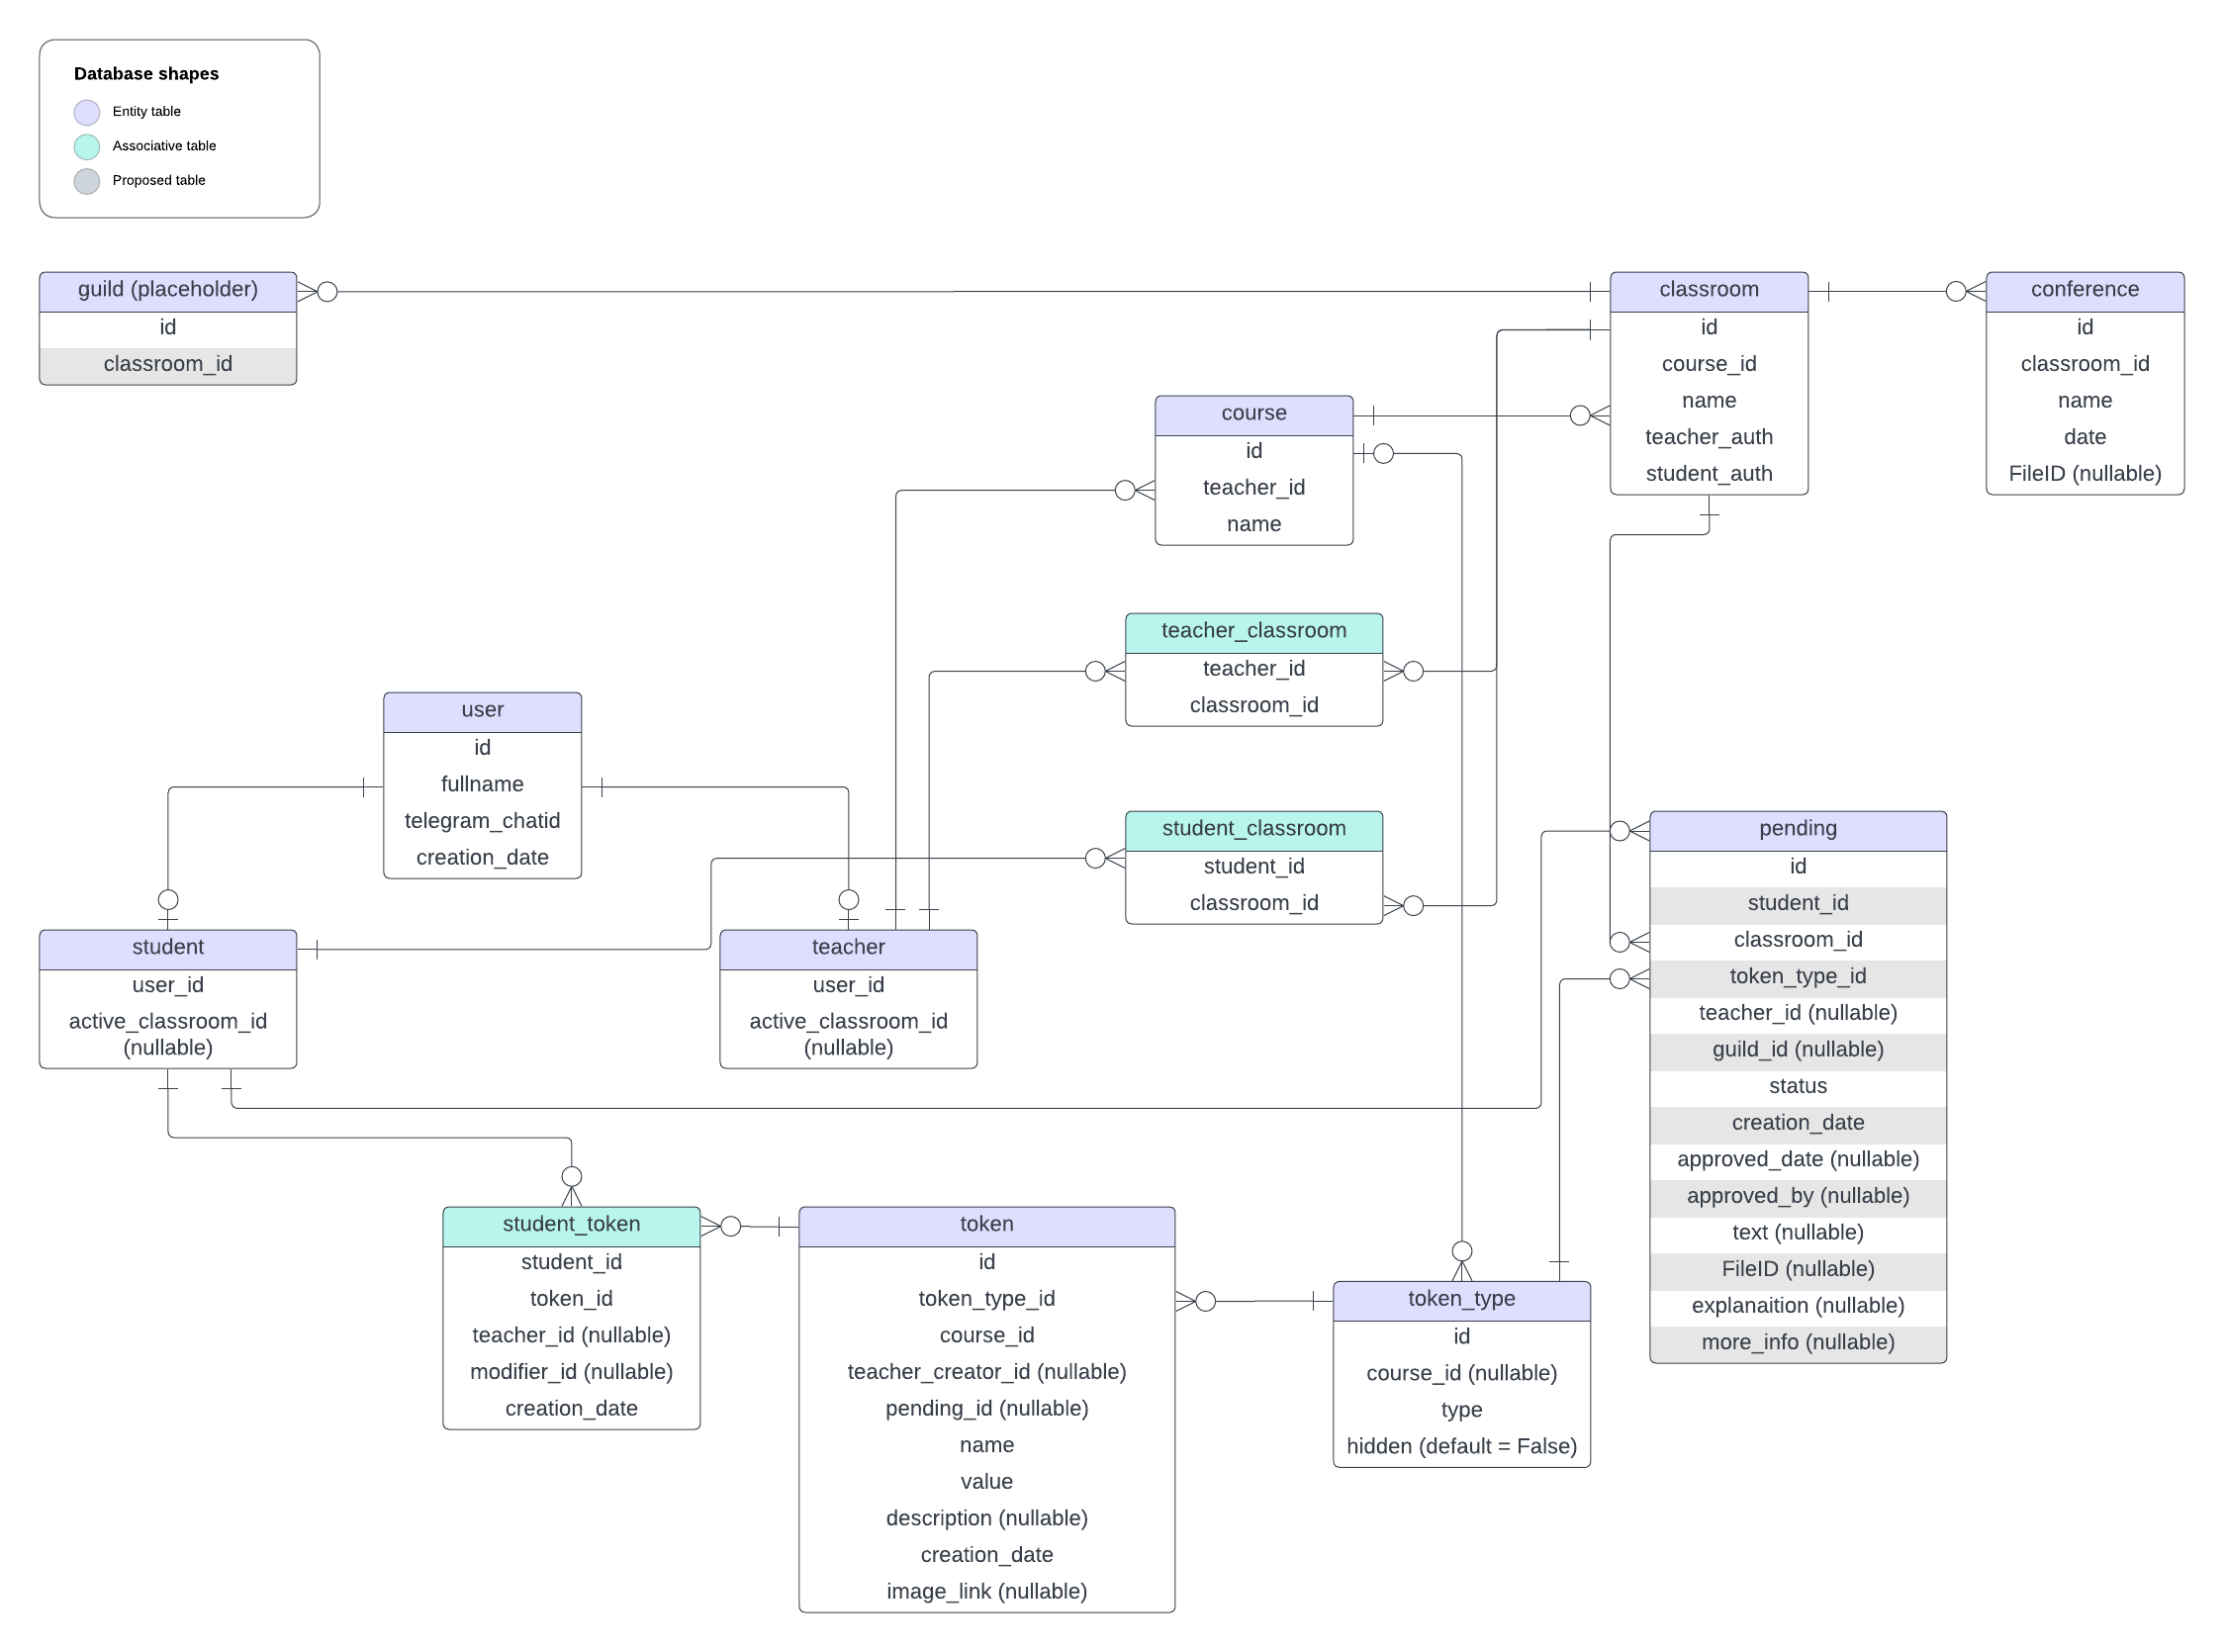 Database shapes
Entity table
Associative table
Proposed table
guild (placeholder)
id
classroom_id
classroom
id
course_id
name
teacher_auth
student_auth
conference
id
classroom_id
name
date
FileID (nullable)
course
id
teacher_id
name
teacher_classroom
teacher_id
classroom_id
user
id
fullname
telegram_chatid
creation_date
student_classroom
student_id
classroom_id
pending
id
student_id
classroom_id
token_type_id
teacher_id (nullable)
guild_id (nullable)
status
creation_date
approved_date (nullable)
approved_by (nullable)
text (nullable)
FileID (nullable)
explanaition (nullable)
more_info (nullable)
student
user_id
active_classroom_id
(nullable)
teacher
user_id
active_classroom_id
(nullable)
student_token
student_id
token_id
teacher_id (nullable)
modifier_id (nullable)
creation_date
token
id
token_type_id
course_id
teacher_creator_id (nullable)
pending_id (nullable)
name
value
description (nullable)
creation_date
image_link (nullable)
token_type
id
course_id (nullable)
type
hidden (default = False)